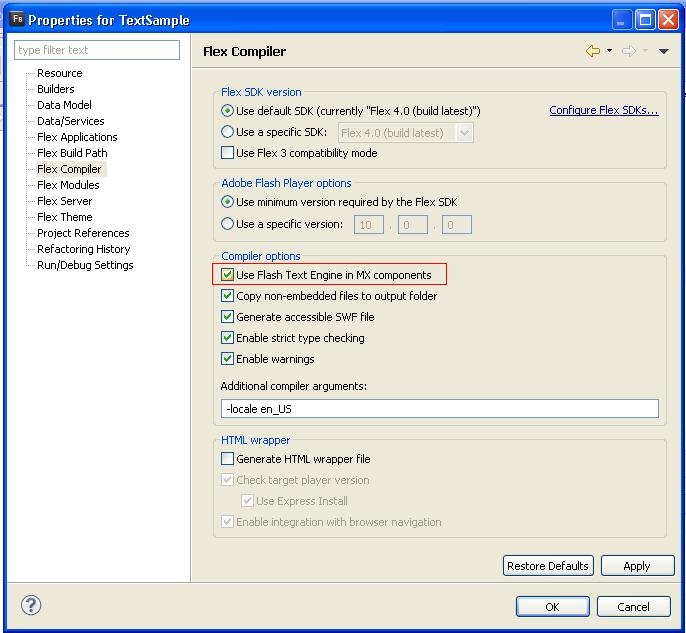 FB Properties for TextSample
type filter text
Flex Compiler
Resource
Builders
Data Model
Data/Services
Flex Applications
Flex Build Path
Flex Compiler
Flex Modules
Flex Server
Flex Theme
Project References
Refactoring History
Run/Debug Settings
Flex SDK version
Use default SDK (currently "Flex 4.0 (build latest)")
Configure Flex SDKs...
Use a specific SDK: Flex 4.0 (build latest)
Use Flex 3 compatibility mode
Adobe Flash Player options
Use minimum version required by the Flex SDK
Use a specific version: 10 . 0 . 0
Compiler options
Use Flash Text Engine in MX components
Copy non-embedded files to output folder
Generate accessible SWF file
Enable strict type checking
Enable warnings
Additional compiler arguments:
-locale en_US
HTML wrapper
Generate HTML wrapper file
Check target player version
Use Express Install
Enable integration with browser navigation
Restore Defaults Apply
? OK Cancel